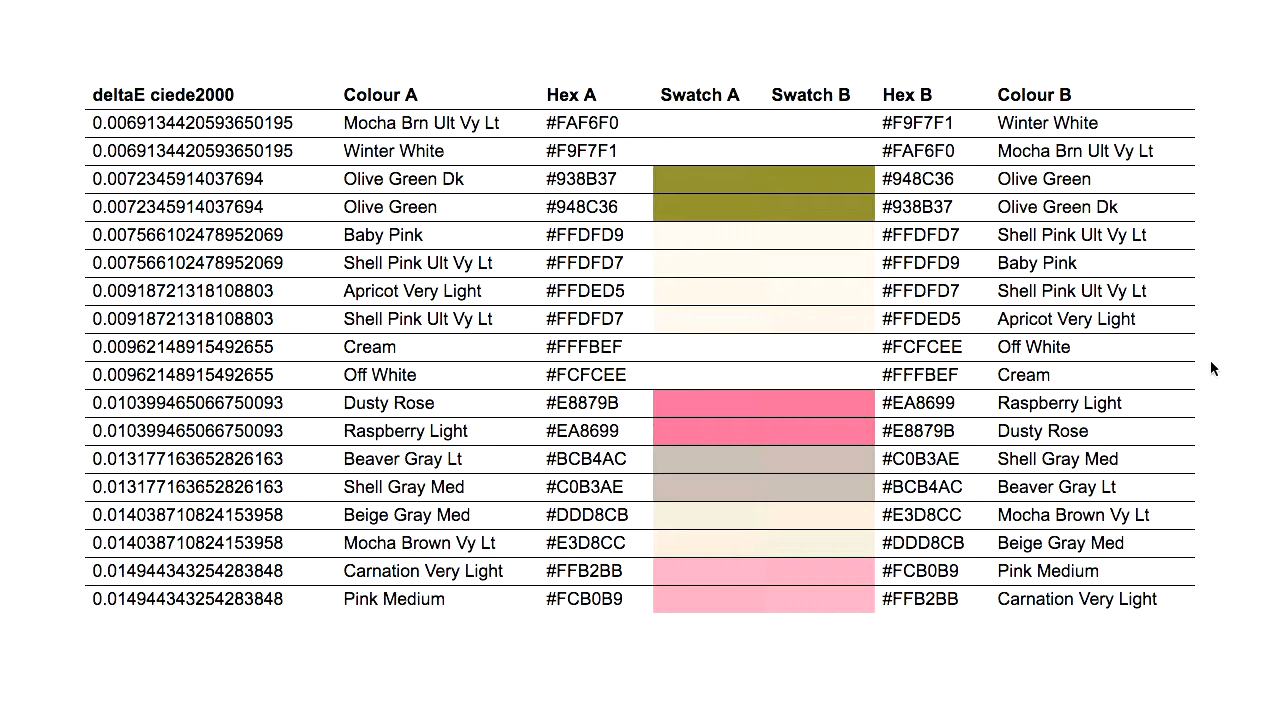 deltaE ciede2000 Colour A Hex A Swatch A Swatch B Hex B Colour B
0.0069134420593650195 Mocha Brn Ult Vy Lt #FAF6F0 #F9F7F1 Winter White
0.0069134420593650195 Winter White #F9F7F1 #FAF6F0 Mocha Brn Ult Vy Lt
0.0072345914037694 Olive Green Dk #938B37 #948C36 Olive Green
0.0072345914037694 Olive Green #948C36 #938B37 Olive Green Dk
0.007566102478952069 Baby Pink #FFDFD9 #FFDFD7 Shell Pink Ult Vy Lt
0.007566102478952069 Shell Pink Ult Vy Lt #FFDFD7 #FFDFD9 Baby Pink
0.00918721318108803 Apricot Very Light #FFDED5 #FFDFD7 Shell Pink Ult Vy Lt
0.00918721318108803 Shell Pink Ult Vy Lt #FFDFD7 #FFDED5 Apricot Very Light
0.00962148915492655 Cream #FFFBEF #FCFCEE Off White
0.00962148915492655 Off White #FCFCEE #FFFBEF Cream
0.010399465066750093 Dusty Rose #E8879B #EA8699 Raspberry Light
0.010399465066750093 Raspberry Light #EA8699 #E8879B Dusty Rose
0.013177163652826163 Beaver Gray Lt #BCB4AC #C0B3AE Shell Gray Med
0.013177163652826163 Shell Gray Med #C0B3AE #BCB4AC Beaver Gray Lt
0.014038710824153958 Beige Gray Med #DDD8CB #E3D8CC Mocha Brown Vy Lt
0.014038710824153958 Mocha Brown Vy Lt #E3D8CC #DDD8CB Beige Gray Med
0.014944343254283848 Carnation Very Light #FFB2BB #FCB0B9 Pink Medium
0.014944343254283848 Pink Medium #FCB0B9 #FFB2BB Carnation Very Light